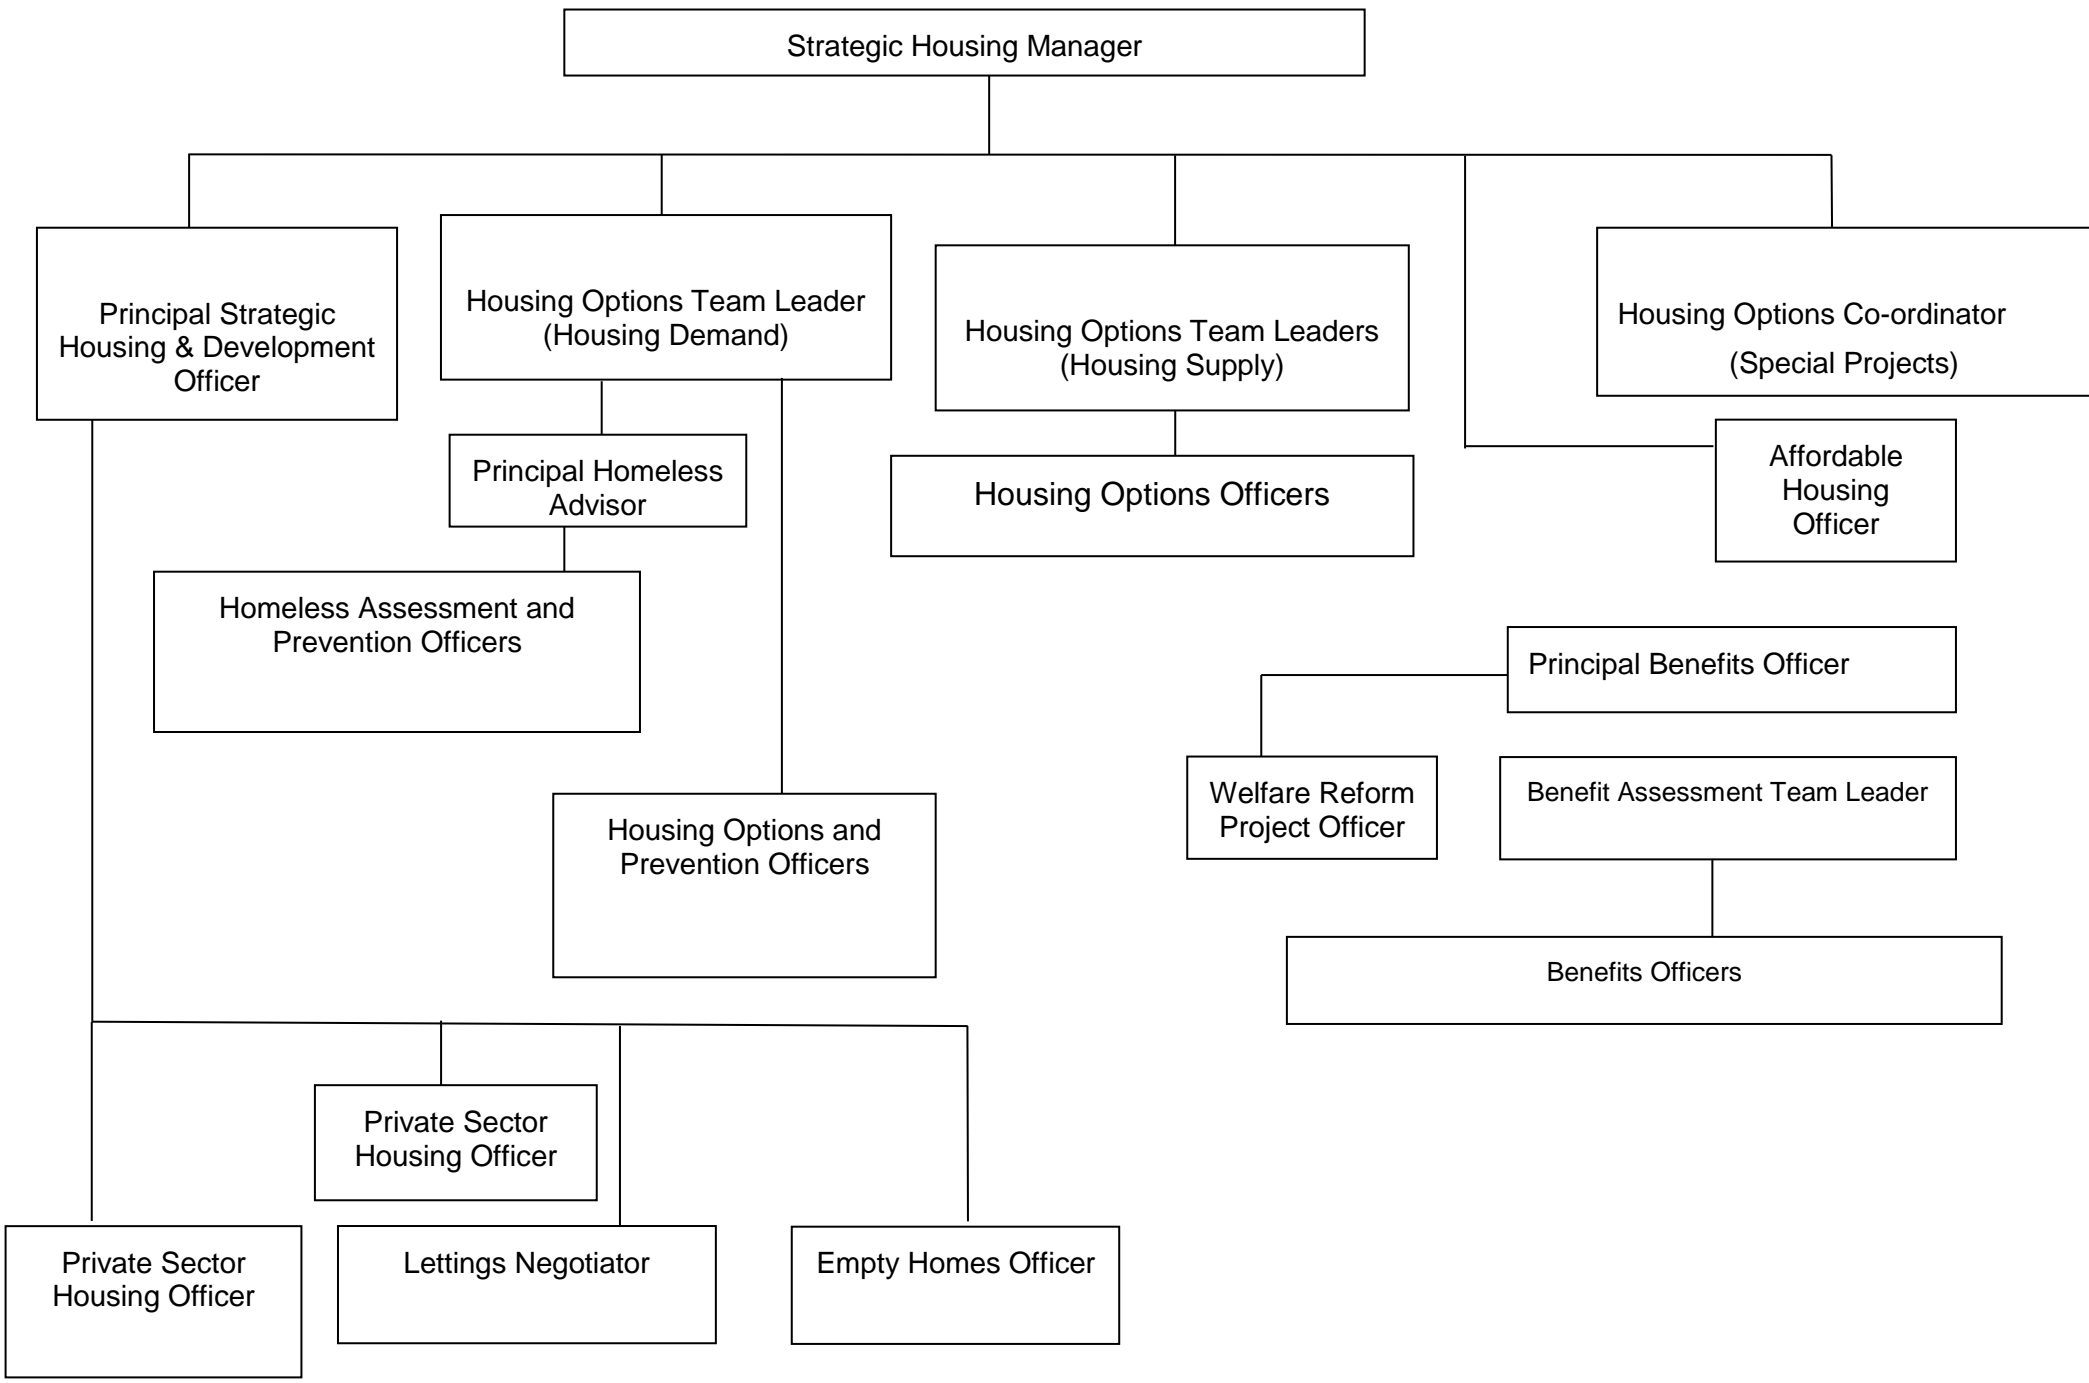 Strategic Housing Manager
Principal Strategic
Housing & Development
Officer
Housing Options Team Leader
(Housing Demand)
Housing Options Team Leaders
(Housing Supply)
Housing Options Co-ordinator
(Special Projects)
Principal Homeless
Advisor
Housing Options Officers
Affordable
Housing
Officer
Homeless Assessment and
Prevention Officers
Principal Benefits Officer
Welfare Reform
Project Officer
Benefit Assessment Team Leader
Housing Options and
Prevention Officers
Benefits Officers
Private Sector
Housing Officer
Private Sector
Housing Officer
Lettings Negotiator
Empty Homes Officer